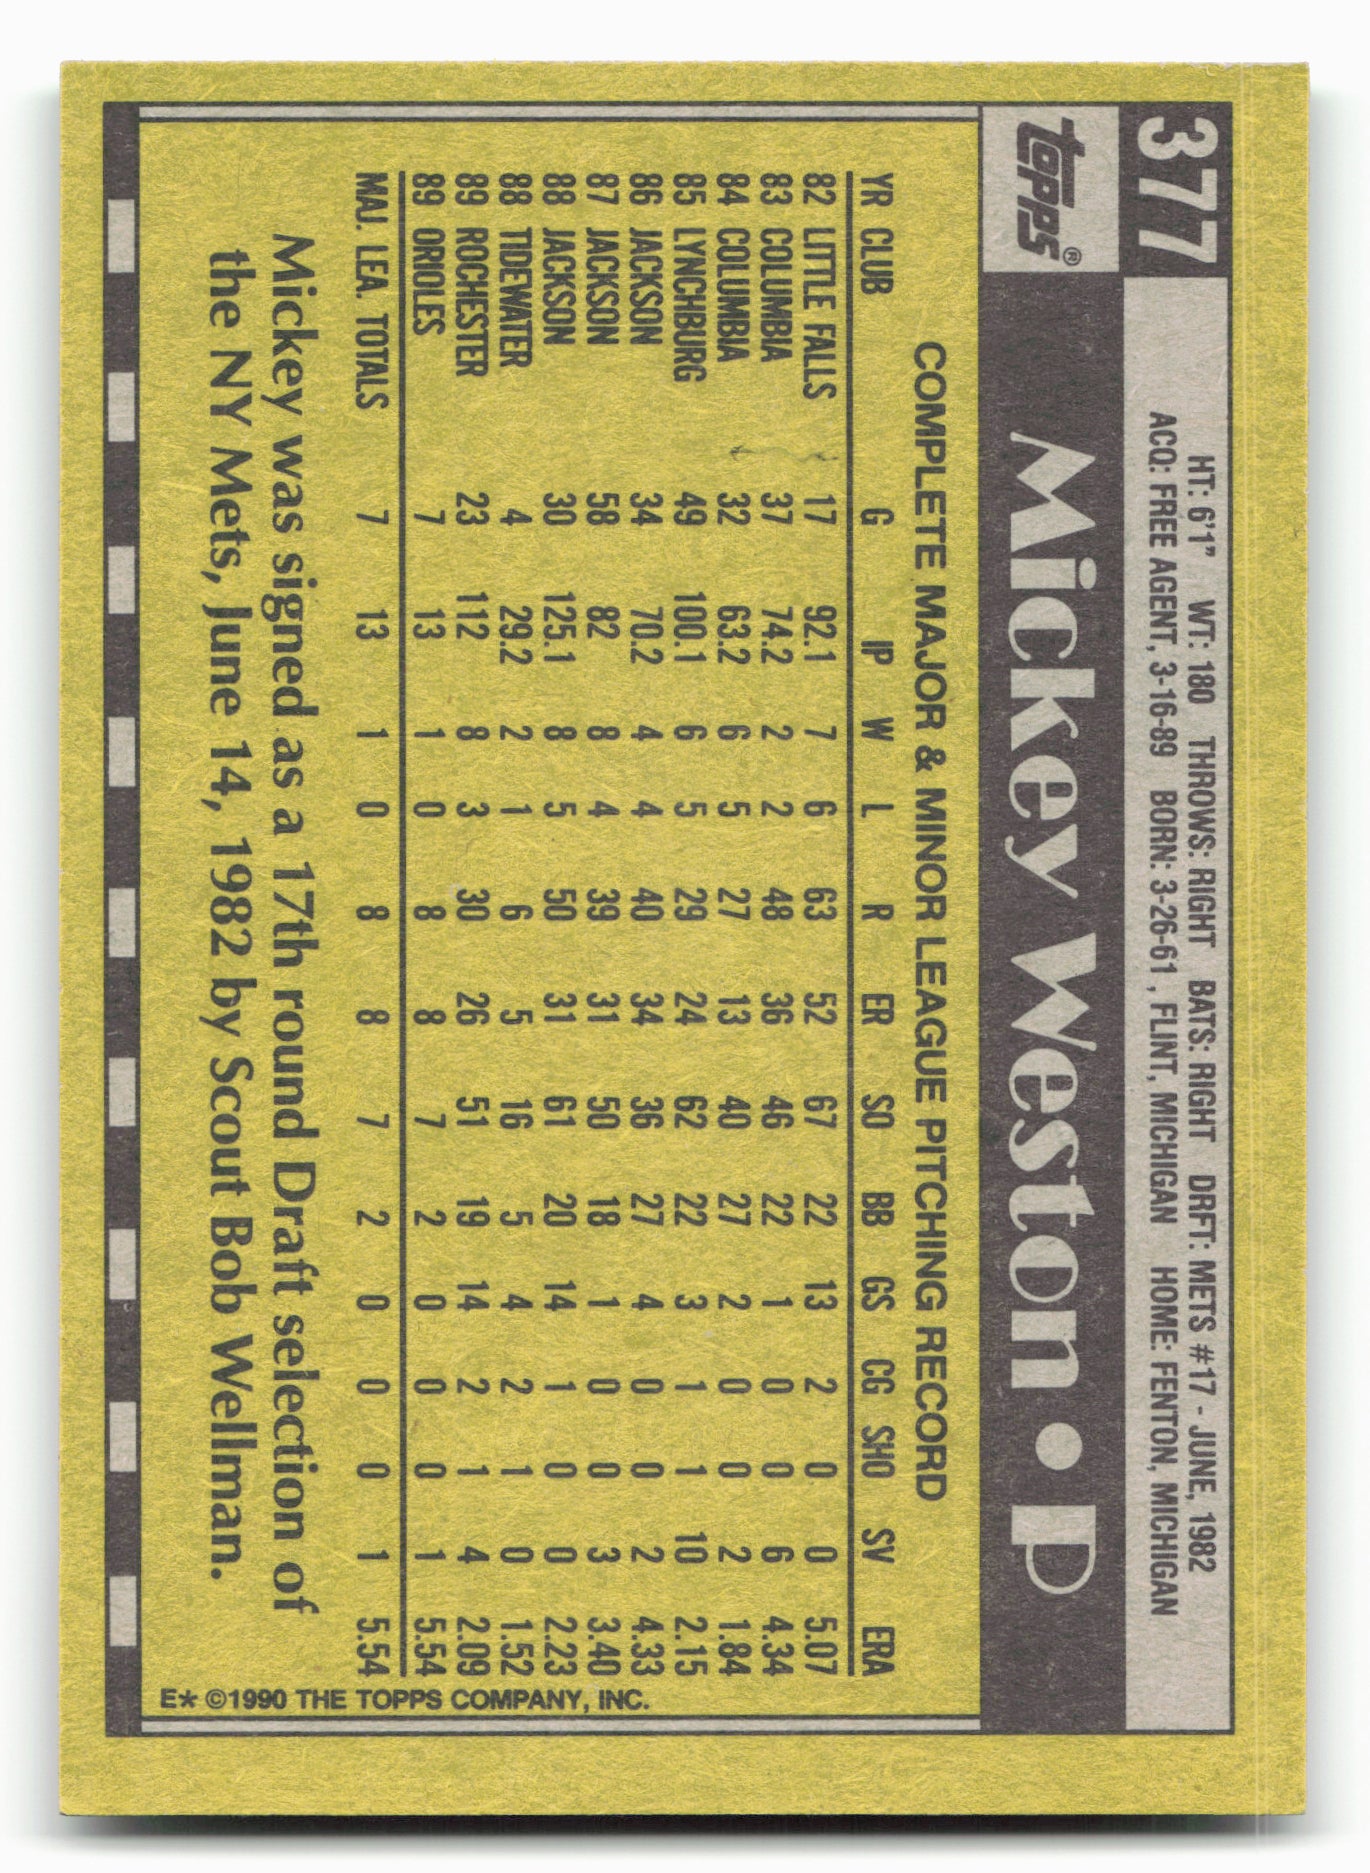 377
HT: 6'1" WT: 180 THROWS: RIGHT BATS: RIGHT DRFT: METS #17 - JUNE, 1982
ACQ: FREE AGENT, 3-16-89 BORN: 3-26-61, FLINT, MICHIGAN HOME: FENTON, MICHIGAN
TOPPS®
Mickey Weston • P
COMPLETE MAJOR & MINOR LEAGUE PITCHING RECORD
YR CLUB G IP W L R ER SO BB GS CG SHO SV ERA
82 LITTLE FALLS 17 92.1 7 6 63 52 67 22 13 2 0 0 5.07
83 COLUMBIA 37 74.2 2 2 48 36 46 22 1 0 0 6 4.34
84 COLUMBIA 32 63.2 6 5 27 13 40 27 2 0 0 2 1.84
85 LYNCHBURG 49 100.1 6 5 29 24 62 22 3 1 1 10 2.15
86 JACKSON 34 70.2 4 4 40 34 36 27 4 0 0 2 4.33
87 JACKSON 58 82 8 4 39 31 50 18 1 0 0 3 3.40
88 JACKSON 30 125.1 8 5 50 31 61 20 14 1 0 0 2.23
88 TIDEWATER 4 29.2 2 1 6 5 16 5 4 2 1 0 1.52
89 ROCHESTER 23 112 8 3 30 26 51 19 14 2 1 4 2.09
89 ORIOLES 7 13 1 0 8 8 7 2 0 0 0 1 5.54
MAJ. LEA. TOTALS 7 13 1 0 8 8 7 2 0 0 0 1 5.54
Mickey was signed as a 17th round Draft selection of
the NY Mets, June 14, 1982 by Scout Bob Wellman.
E* ©1990 THE TOPPS COMPANY, INC.